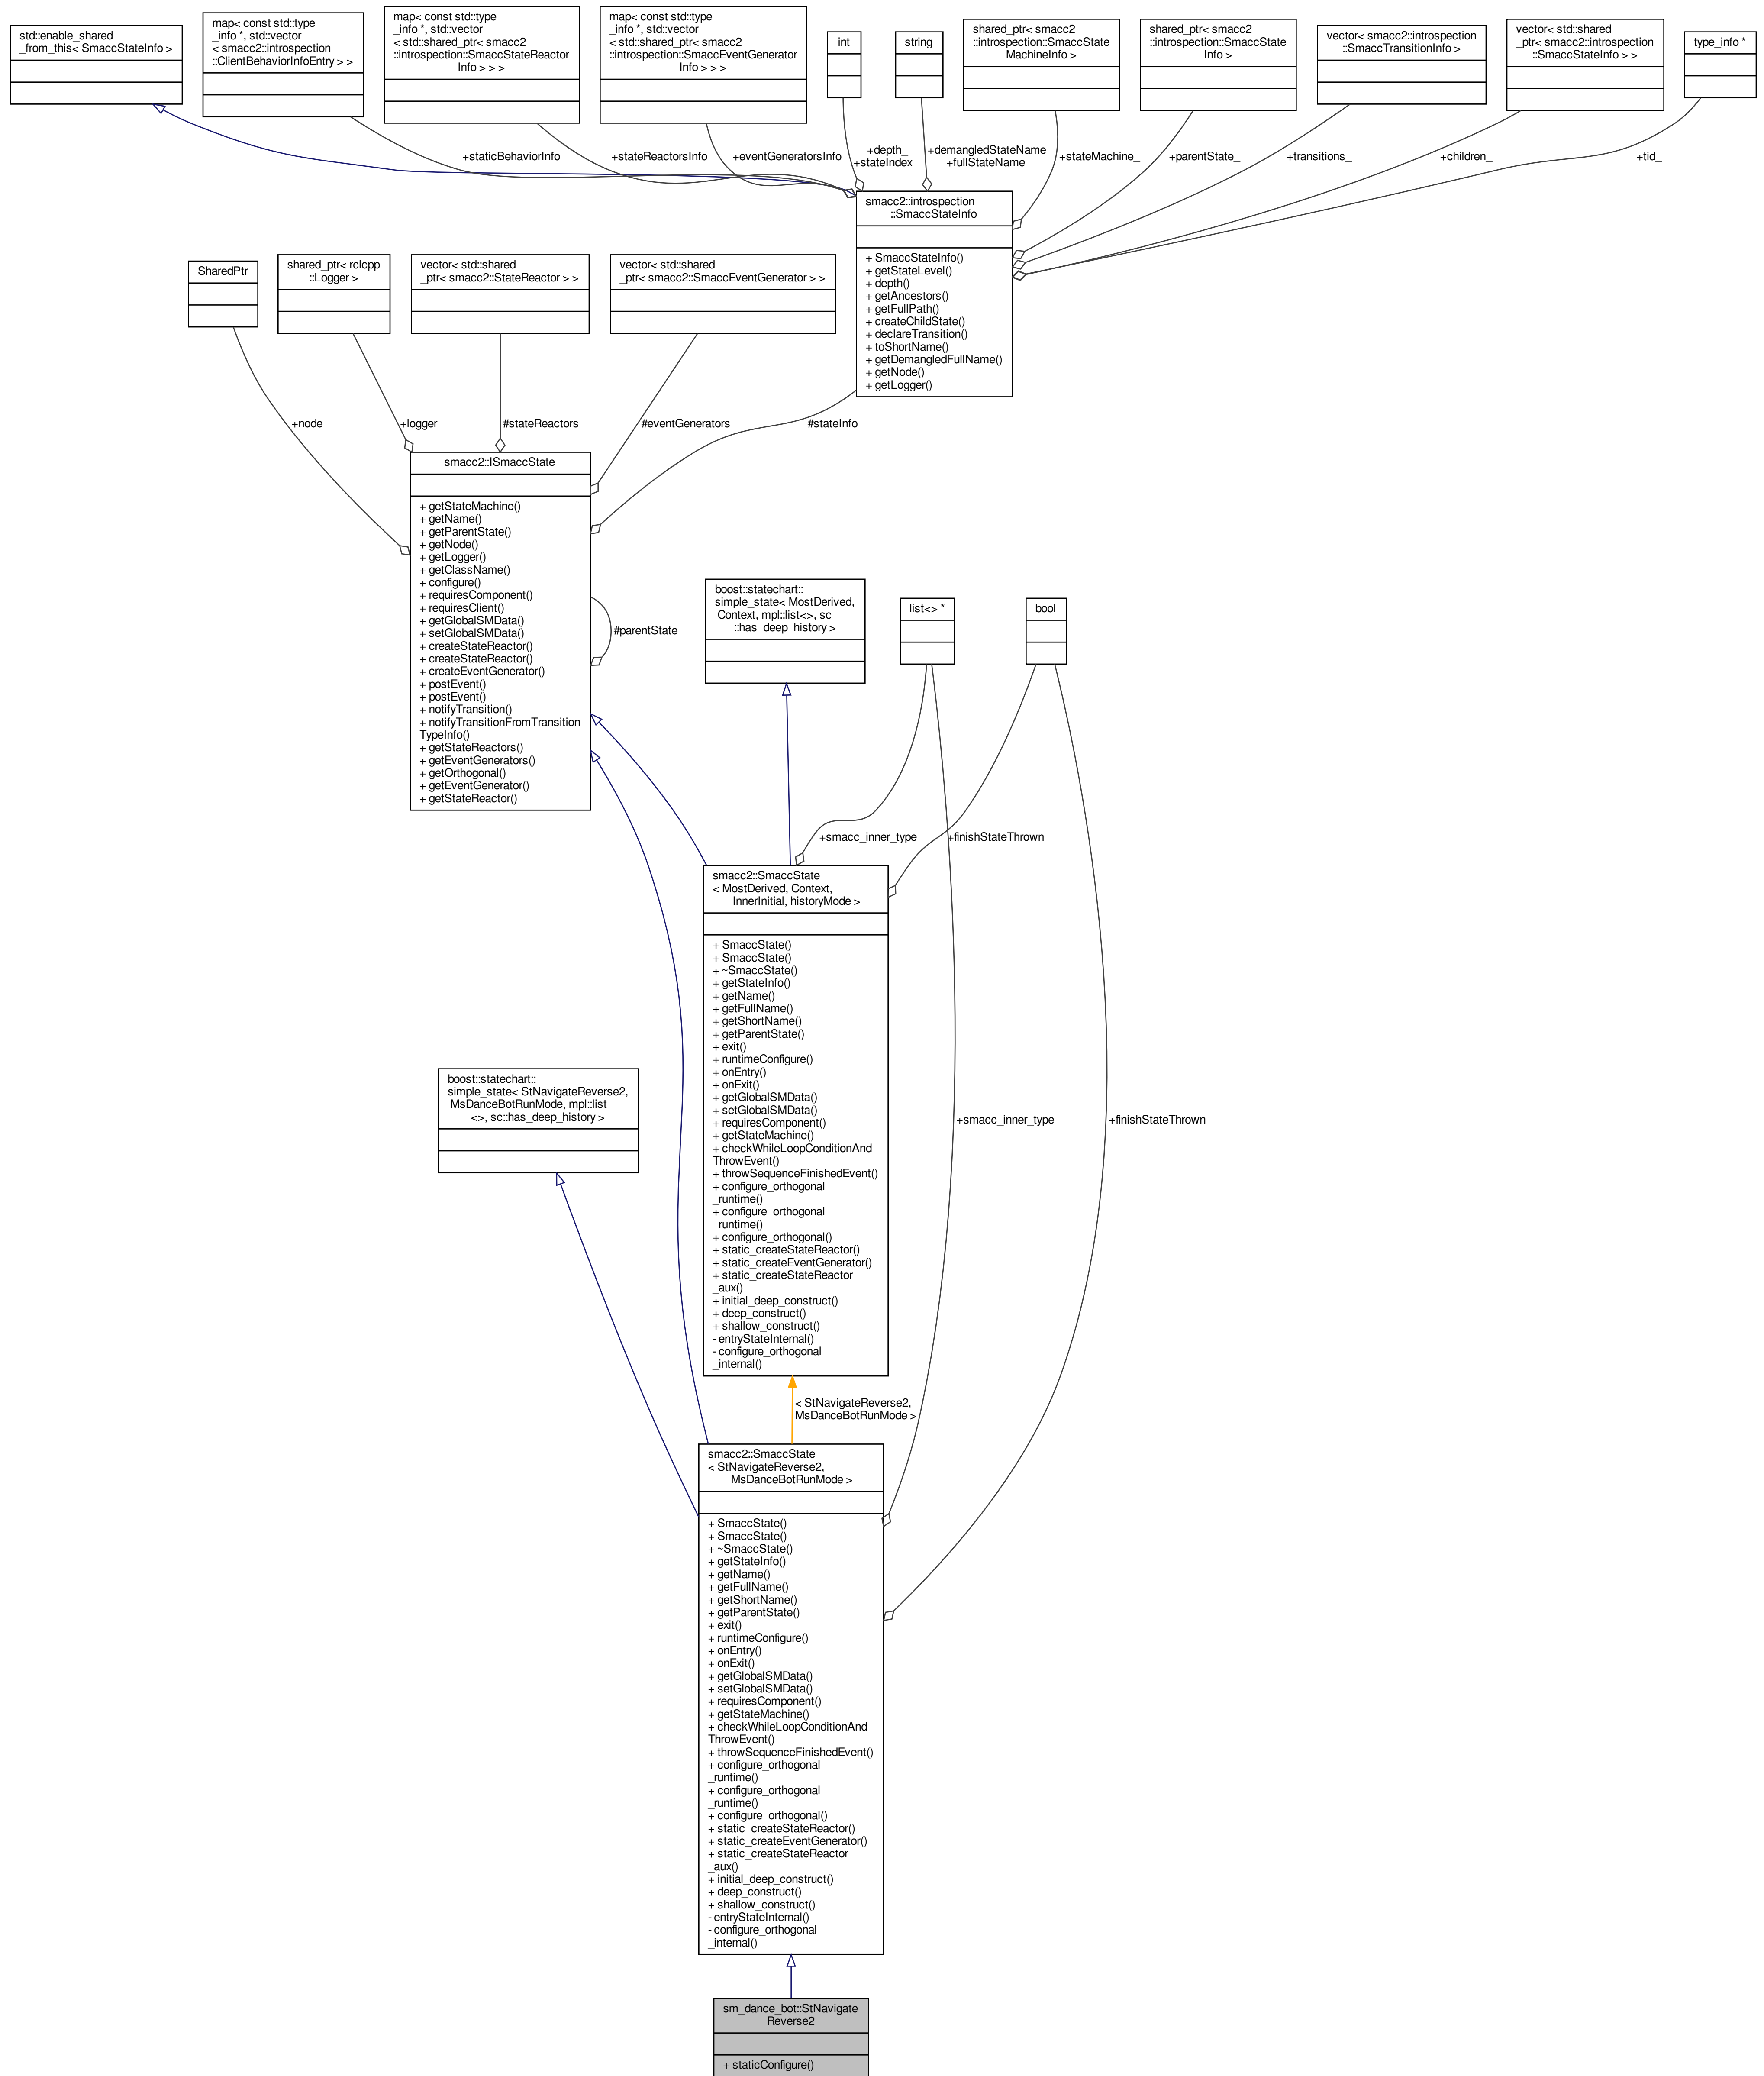 std::enable_shared
_from_this< SmaccStateInfo >
map< const std::type
_info *, std::vector
< smacc2::introspection
::ClientBehaviorInfoEntry > >
map< const std::type
_info *, std::vector
< std::shared_ptr< smacc2
::introspection::SmaccStateReactor
Info > > >
map< const std::type
_info *, std::vector
< std::shared_ptr< smacc2
::introspection::SmaccEventGenerator
Info > > >
int
string
shared_ptr< smacc2
::introspection::SmaccState
MachineInfo >
shared_ptr< smacc2
::introspection::SmaccState
Info >
vector< smacc2::introspection
::SmaccTransitionInfo >
vector< std::shared
_ptr< smacc2::introspection
::SmaccStateInfo > >
type_info *
+staticBehaviorInfo
+stateReactorsInfo
+eventGeneratorsInfo
+depth_
+stateIndex_
+demangledStateName
+fullStateName
+stateMachine_
+parentState_
+transitions_
+children_
+tid_
smacc2::introspection
::SmaccStateInfo
+ SmaccStateInfo()
+ getStateLevel()
+ depth()
+ getAncestors()
+ getFullPath()
+ createChildState()
+ declareTransition()
+ toShortName()
+ getDemangledFullName()
+ getNode()
+ getLogger()
SharedPtr
shared_ptr< rclcpp
::Logger >
vector< std::shared
_ptr< smacc2::StateReactor > >
vector< std::shared
_ptr< smacc2::SmaccEventGenerator > >
+node_
+logger_
#stateReactors_
#eventGenerators_
#stateInfo_
smacc2::ISmaccState
+ getStateMachine()
+ getName()
+ getParentState()
+ getNode()
+ getLogger()
+ getClassName()
+ configure()
+ requiresComponent()
+ requiresClient()
+ getGlobalSMData()
+ setGlobalSMData()
+ createStateReactor()
+ createStateReactor()
+ createEventGenerator()
+ postEvent()
+ postEvent()
+ notifyTransition()
+ notifyTransitionFromTransition
TypeInfo()
+ getStateReactors()
+ getEventGenerators()
+ getOrthogonal()
+ getEventGenerator()
+ getStateReactor()
#parentState_
boost::statechart::
simple_state< MostDerived,
Context, mpl::list<>, sc
::has_deep_history >
list<> *
bool
+smacc_inner_type
+finishStateThrown
smacc2::SmaccState
< MostDerived, Context,
InnerInitial, historyMode >
+ SmaccState()
+ SmaccState()
+ ~SmaccState()
+ getStateInfo()
+ getName()
+ getFullName()
+ getShortName()
+ getParentState()
+ exit()
+ runtimeConfigure()
+ onEntry()
+ onExit()
+ getGlobalSMData()
+ setGlobalSMData()
+ requiresComponent()
+ getStateMachine()
+ checkWhileLoopConditionAnd
ThrowEvent()
+ throwSequenceFinishedEvent()
+ configure_orthogonal
_runtime()
+ configure_orthogonal
_runtime()
+ configure_orthogonal()
+ static_createStateReactor()
+ static_createEventGenerator()
+ static_createStateReactor
_aux()
+ initial_deep_construct()
+ deep_construct()
+ shallow_construct()
- entryStateInternal()
- configure_orthogonal
_internal()
boost::statechart::
simple_state< StNavigateReverse2,
MsDanceBotRunMode, mpl::list
<>, sc::has_deep_history >
+smacc_inner_type
+finishStateThrown
< StNavigateReverse2,
MsDanceBotRunMode >
smacc2::SmaccState
< StNavigateReverse2,
MsDanceBotRunMode >
+ SmaccState()
+ SmaccState()
+ ~SmaccState()
+ getStateInfo()
+ getName()
+ getFullName()
+ getShortName()
+ getParentState()
+ exit()
+ runtimeConfigure()
+ onEntry()
+ onExit()
+ getGlobalSMData()
+ setGlobalSMData()
+ requiresComponent()
+ getStateMachine()
+ checkWhileLoopConditionAnd
ThrowEvent()
+ throwSequenceFinishedEvent()
+ configure_orthogonal
_runtime()
+ configure_orthogonal
_runtime()
+ configure_orthogonal()
+ static_createStateReactor()
+ static_createEventGenerator()
+ static_createStateReactor
_aux()
+ initial_deep_construct()
+ deep_construct()
+ shallow_construct()
- entryStateInternal()
- configure_orthogonal
_internal()
sm_dance_bot::StNavigate
Reverse2
+ staticConfigure()